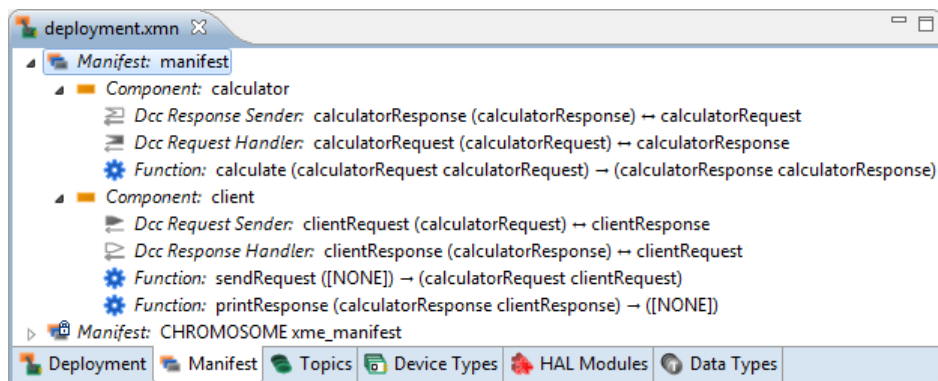 deployment.xmn
Manifest: manifest
Component: calculator
Dcc Response Sender: calculatorResponse (calculatorResponse) ↔ calculatorRequest
Dcc Request Handler: calculatorRequest (calculatorRequest) ↔ calculatorResponse
Function: calculate (calculatorRequest calculatorRequest) → (calculatorResponse calculatorResponse)
Component: client
Dcc Request Sender: clientRequest (calculatorRequest) ↔ clientResponse
Dcc Response Handler: clientResponse (calculatorResponse) ↔ clientRequest
Function: sendRequest ([NONE]) → (calculatorRequest clientRequest)
Function: printResponse (calculatorResponse clientResponse) → ([NONE])
Manifest: CHROMOSOME xme_manifest
Deployment Manifest Topics Device Types HAL Modules Data Types